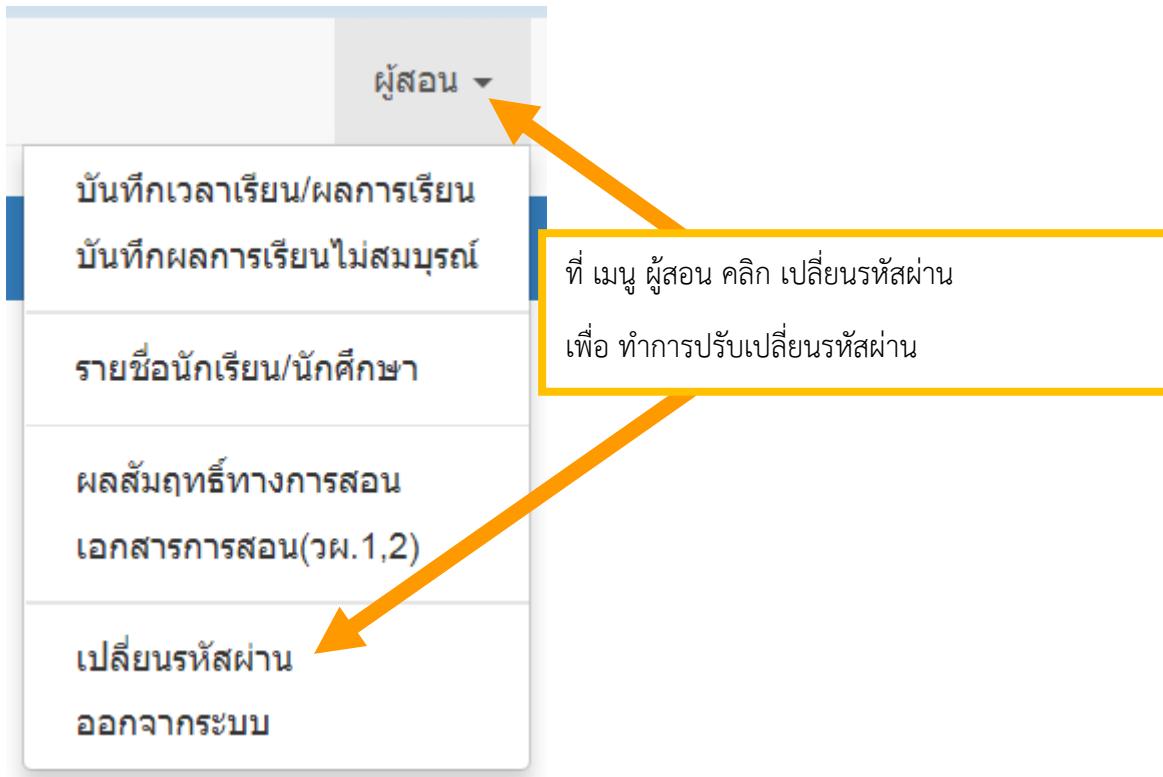 ผู้สอน
บันทึกเวลาเรียน/ผลการเรียน
บันทึกผลการเรียนไม่สมบุรณ์
ที่ เมนู ผู้สอน คลิก เปลี่ยนรหัสผ่าน
เพื่อ ทำการปรับเปลี่ยนรหัสผ่าน
รายชื่อนักเรียน/นักศึกษา
ผลสัมฤทธิ์ทางการสอน
เอกสารการสอน(วผ.1,2)
เปลี่ยนรหัสผ่าน
ออกจากระบบ